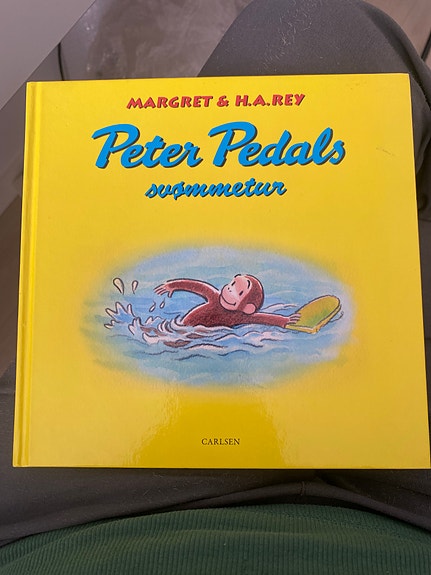 MARGRET & H.A.REY
Peter Pedals
svømmetur
CARLSEN